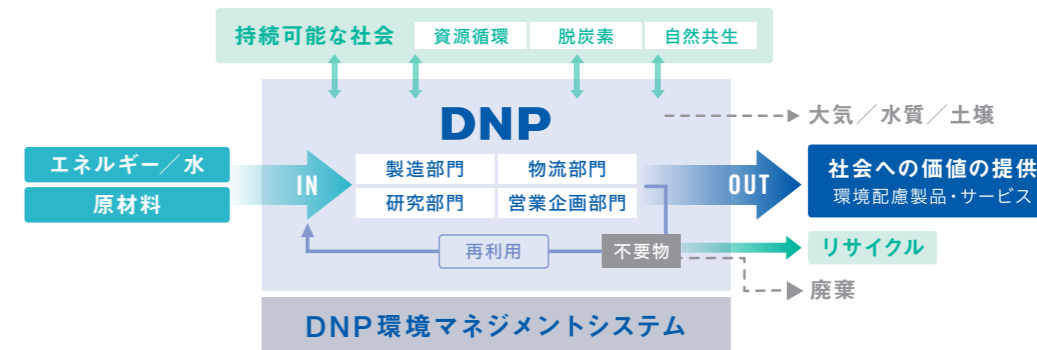 持続可能な社会 資源循環 脱炭素 自然共生
DNP
大気／水質／土壌
エネルギー／水
原材料
IN
製造部門 物流部門
研究部門 営業企画部門
OUT
社会への価値の提供
環境配慮製品・サービス
再利用
不要物
リサイクル
廃棄
DNP環境マネジメントシステム